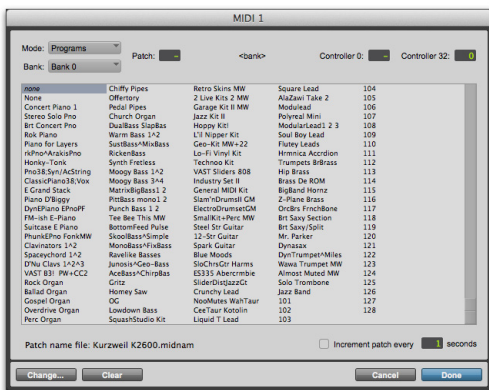 MIDI 1
Mode: Programs
Patch: -
<bank>
Controller 0: -
Controller 32: 0
Bank: Bank 0
none
None
Concert Piano 1
Stereo Solo Pno
Brt Concert Pno
Rok Piano
Piano for Layers
rkPno^ArakisPno
Honky-Tonk
Pno38;Syn/AcString
ClassicPiano38;Vox
E Grand Stack
Piano D'Biggy
DynEPiano EPnoPF
FM-ish E-Piano
Suitcase E Piano
PhunkEPno FonkMW
Clavinators 1^2
Spaceychord 1^2
D'Nu Clavs 1^2^3
VAST B3! PW+CC2
Rock Organ
Ballad Organ
Gospel Organ
Overdrive Organ
Perc Organ
Chiffy Pipes
Offertory
Pedal Pipes
Church Organ
DualBass SlapBas
Warm Bass 1^2
SustBass^MixBass
RickenBass
Synth Fretless
Moogy Bass 1^2
Moogy Bass 3^4
MatrixBigBass1 2
PittBass mono1 2
Punch Bass 1 2
Tee Bee This MW
BottomFeed Pulse
SkoolBass^Simple
MonoBass^FixBass
Ravelike Basses
Junosis^Geo-Bass
AceBass^ChirpBas
Gritz
Homey Saw
OG
Lowdown Bass
SquashStudio Kit
Retro Skins MW
2 Live Kits 2 MW
Garage Kit II MW
Jazz Kit II
Hoppy Kit!
L'il Nipper Kit
Geo-Kit MW+22
Lo-Fi Vinyl Kit
Technoo Kit
VAST Sliders 808
Industry Set II
General MIDI Kit
Slam'nDrumsII GM
ElectroDrumsetGM
SmallKit+Perc MW
Steel Str Guitar
12-Str Guitar
Spark Guitar
Blue Moods
SloChrsGtr Harms
ES335 Abercrmbie
SliderDistJazzGt
Crunchy Lead
NooMutes WahTaur
CeeTaur Kotolin
Liquid T Lead
Square Lead
AlaZawi Take 2
Modulead
Polyreal Mini
ModularLead1 2 3
Soul Boy Lead
Flutey Leads
Hrmnica Accrdion
Trumpets BrBrass
Hip Brass
Brass De ROM
BigBand Hornz
Z-Plane Brass
OrcBrs FrnchBone
Brt Saxy Section
Brt Saxy/Split
Mr. Parker
Dynasax
DynTrumpet^Miles
Wawa Trumpet MW
Almost Muted MW
Solo Trombone
Jazz Band
101
102
103
104
105
106
107
108
109
110
111
112
113
114
115
116
117
118
119
120
121
122
123
124
125
126
127
128
Patch name file: Kurzweil K2600.midnam
Increment patch every 1 seconds
Change...
Clear
Cancel
Done